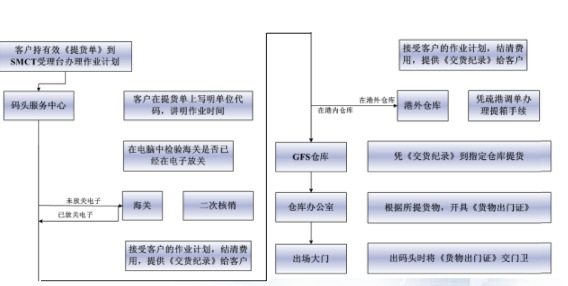 客户持有效《提货单》到
SMCT受理台办理作业计划
码头服务中心
客户在提货单上写明单位代
码，讲明作业时间
在电脑中检验海关是否已
经在电子放关
未放关电子
已放关电子
海关
二次核销
接受客户的作业计划，结清费
用，提供《交货纪录》给客户
接受客户的作业计划，结清费
用，提供《交货纪录》给客户
在港外仓库
在港内仓库
港外仓库
凭疏港调单办
理提箱手续
GFS仓库
凭《交货纪录》到指定仓库提货
仓库办公室
根据所提货物，开具《货物出门证》
出场大门
出码头时将《货物出门证》交门卫